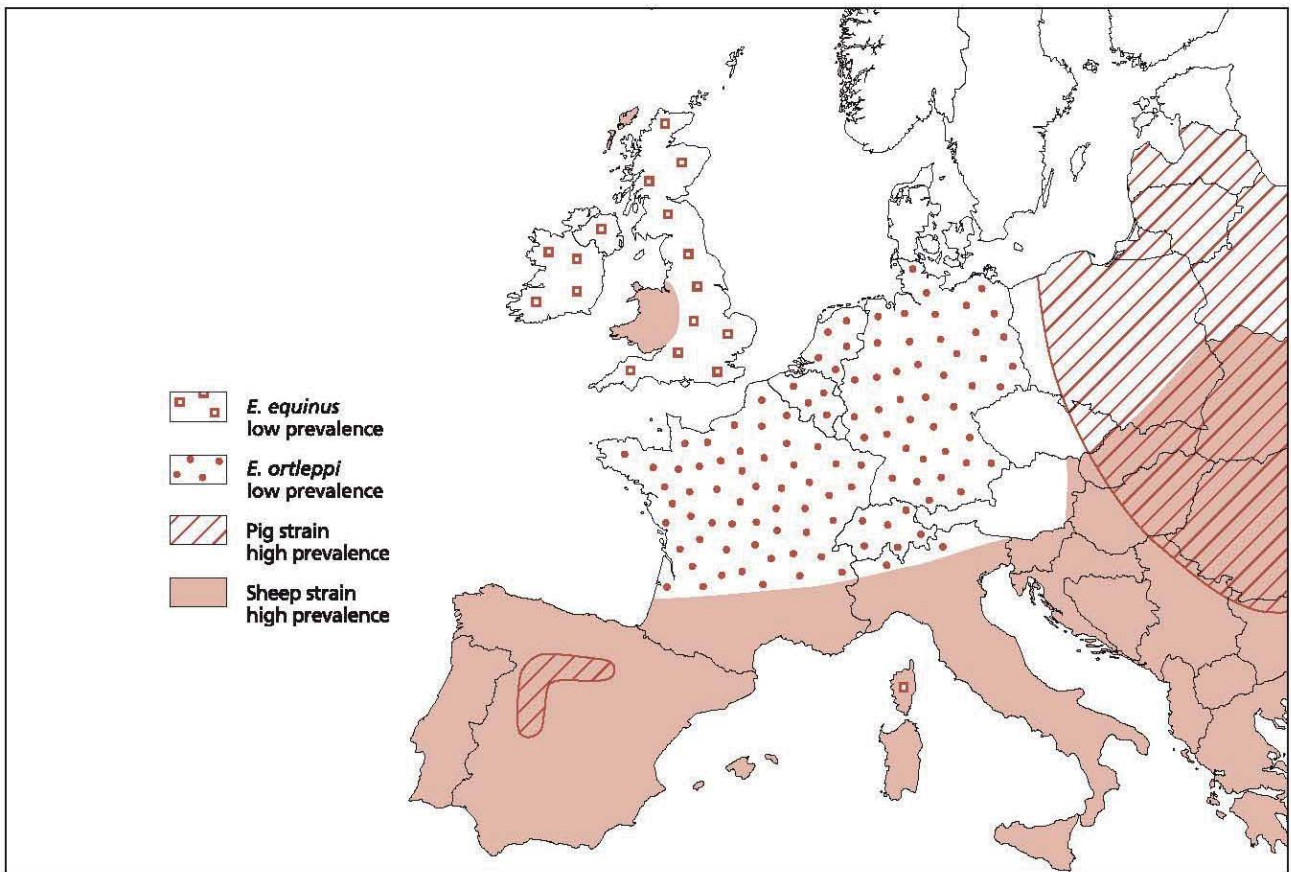 E. equinus
low prevalence
E. ortleppi
low prevalence
Pig strain
high prevalence
Sheep strain
high prevalence